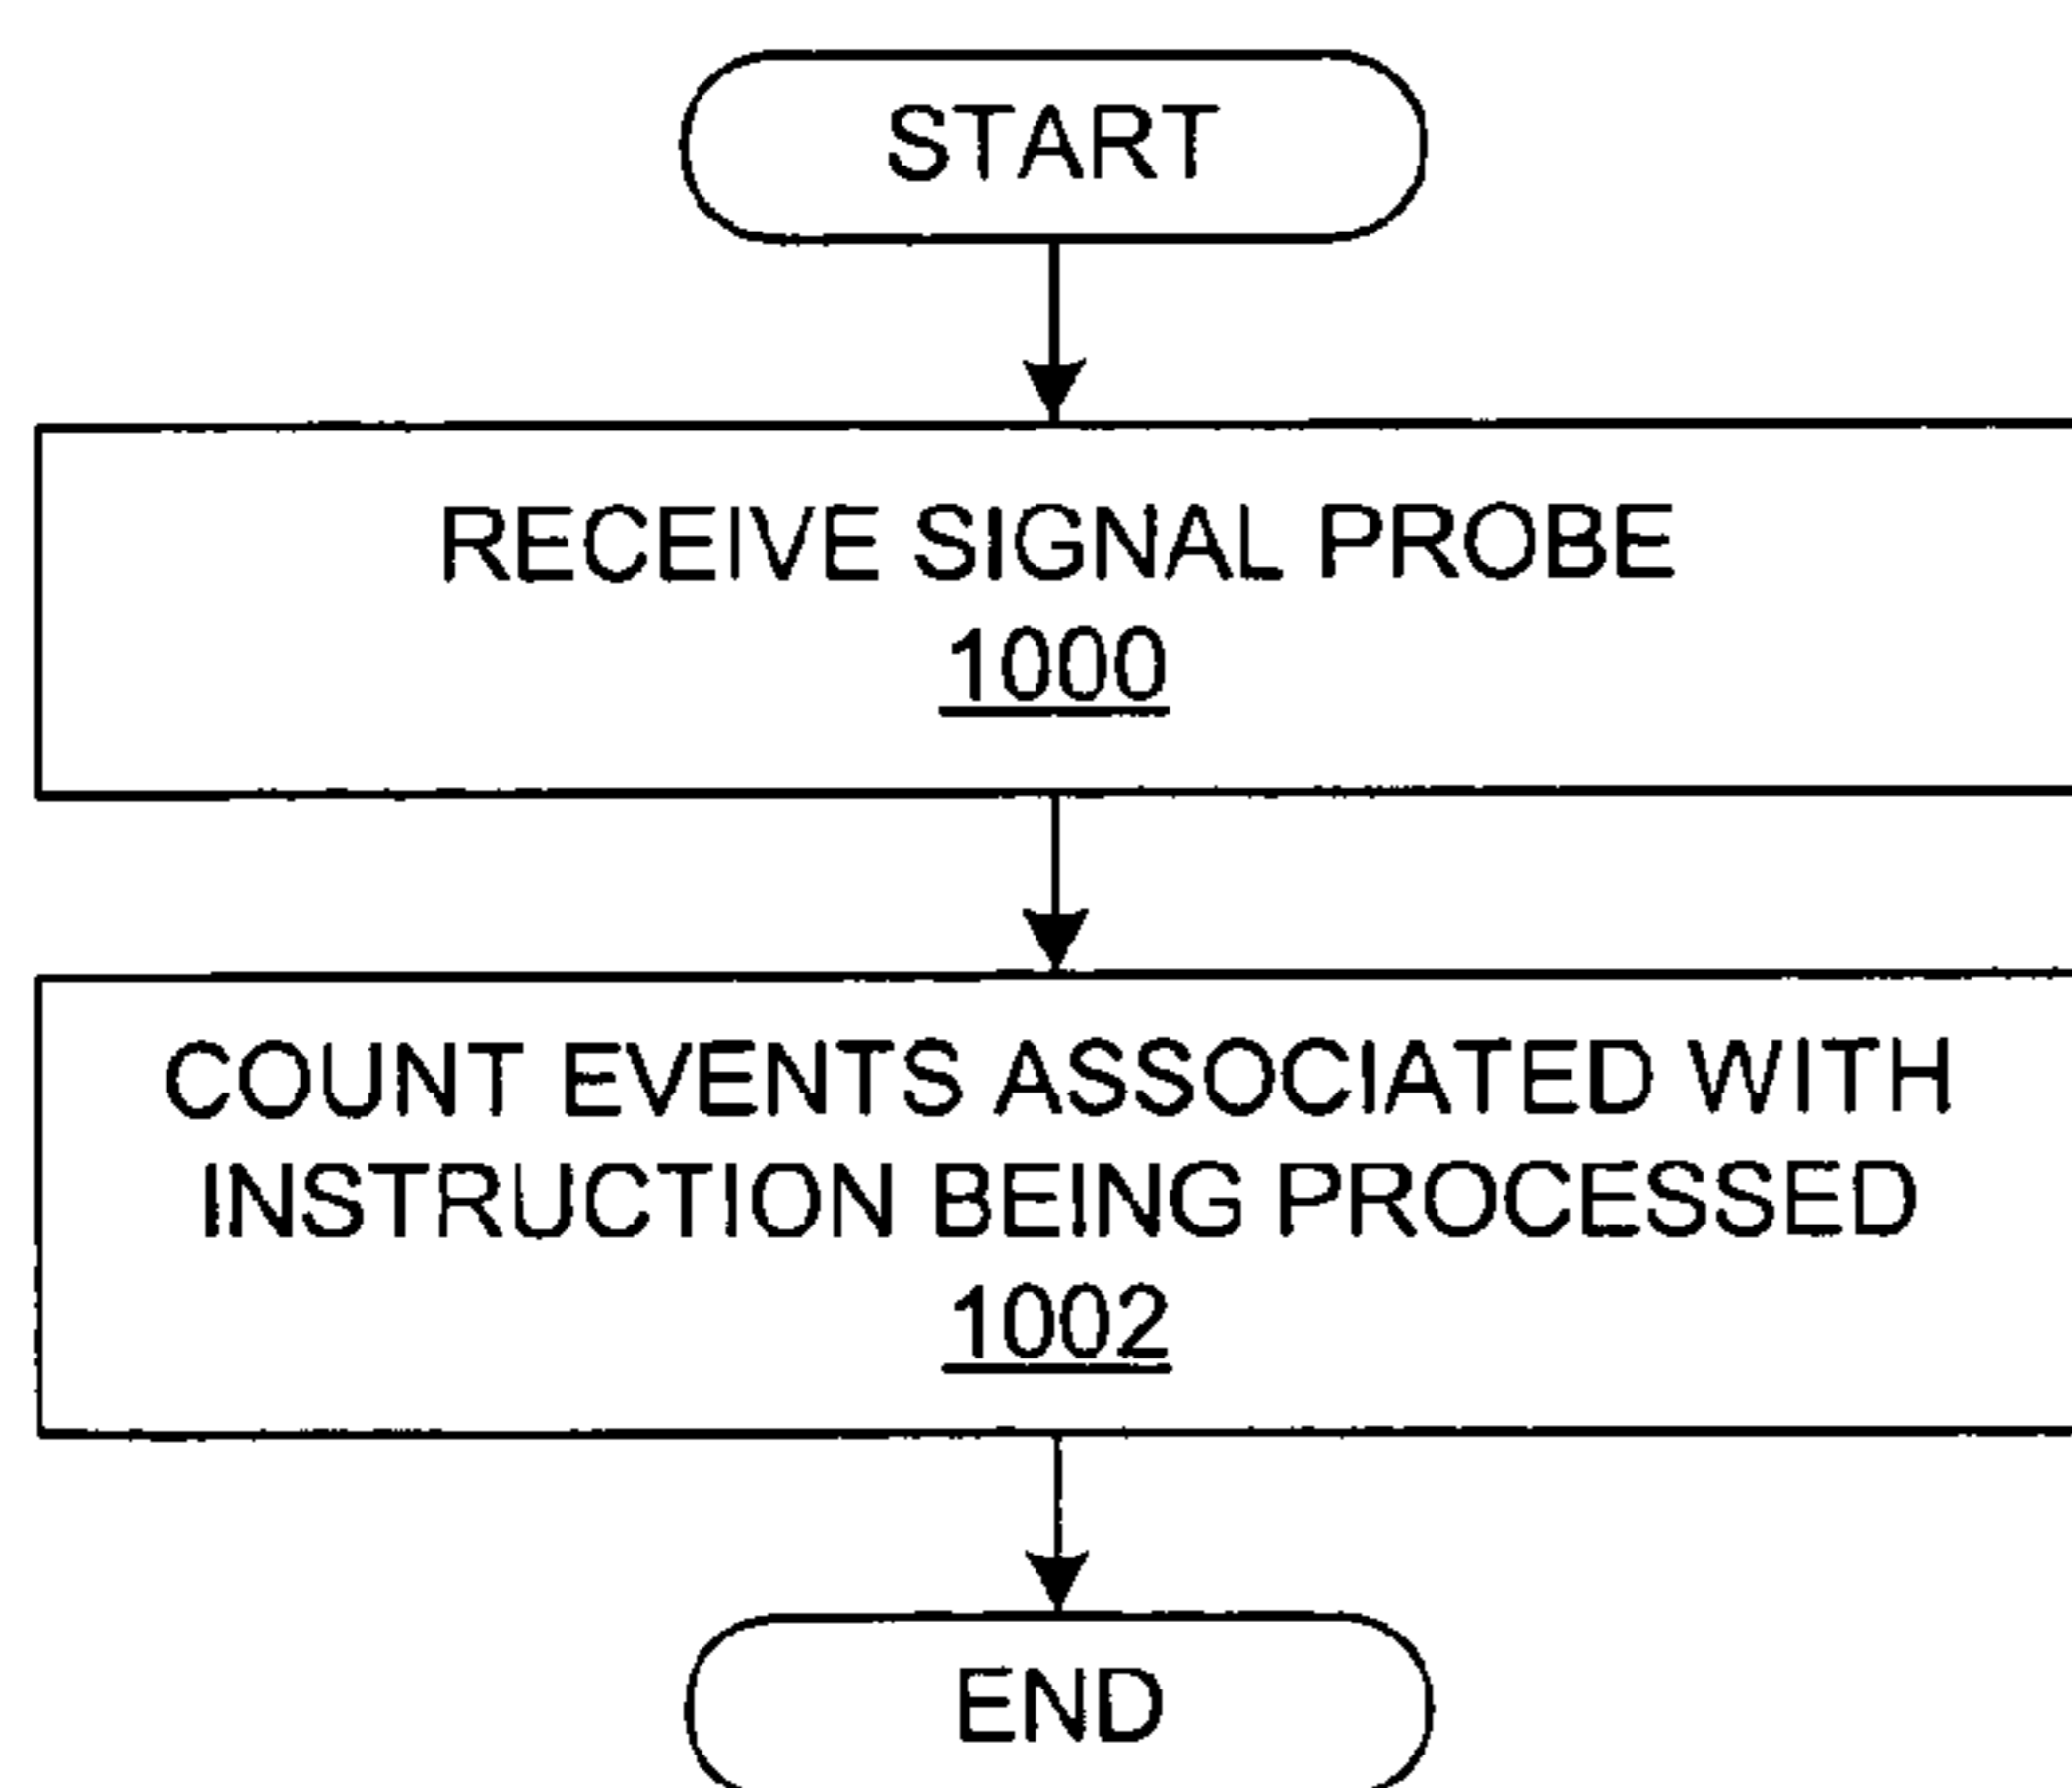 START
RECEIVE SIGNAL PROBE
1000
COUNT EVENTS ASSOCIATED WITH
INSTRUCTION BEING PROCESSED
1002
END